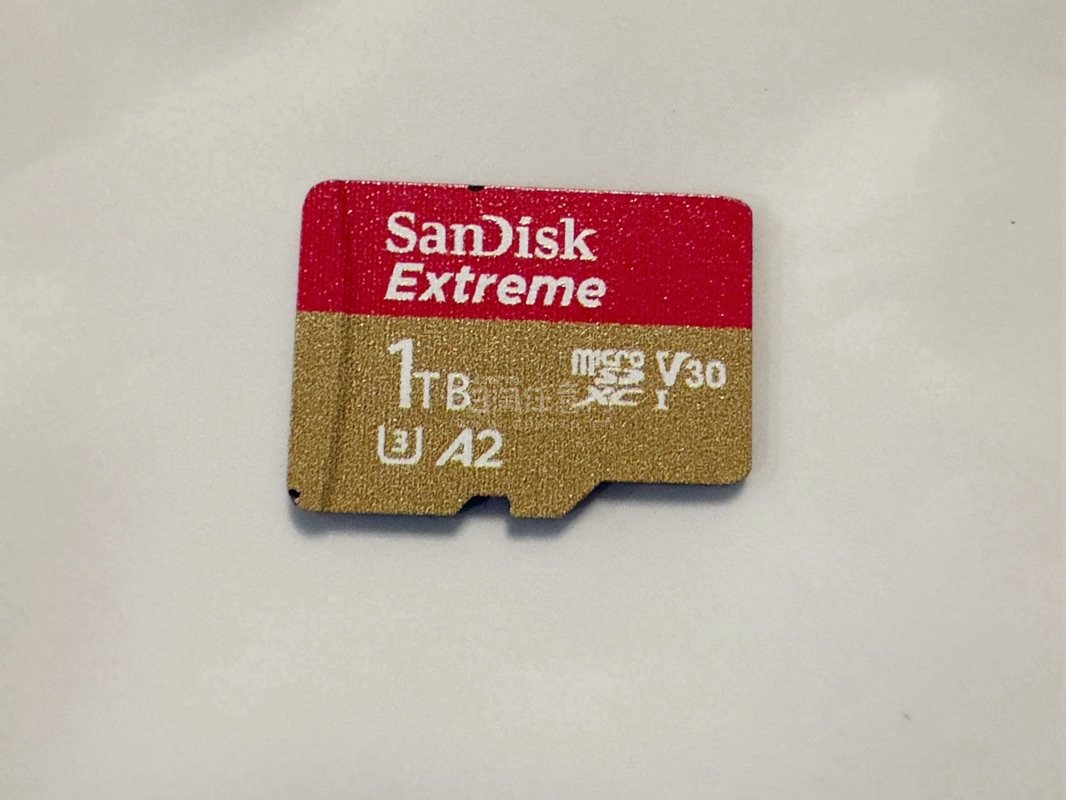 SanDisk
Extreme
1TB
micro SD XC I V30
U3 A2